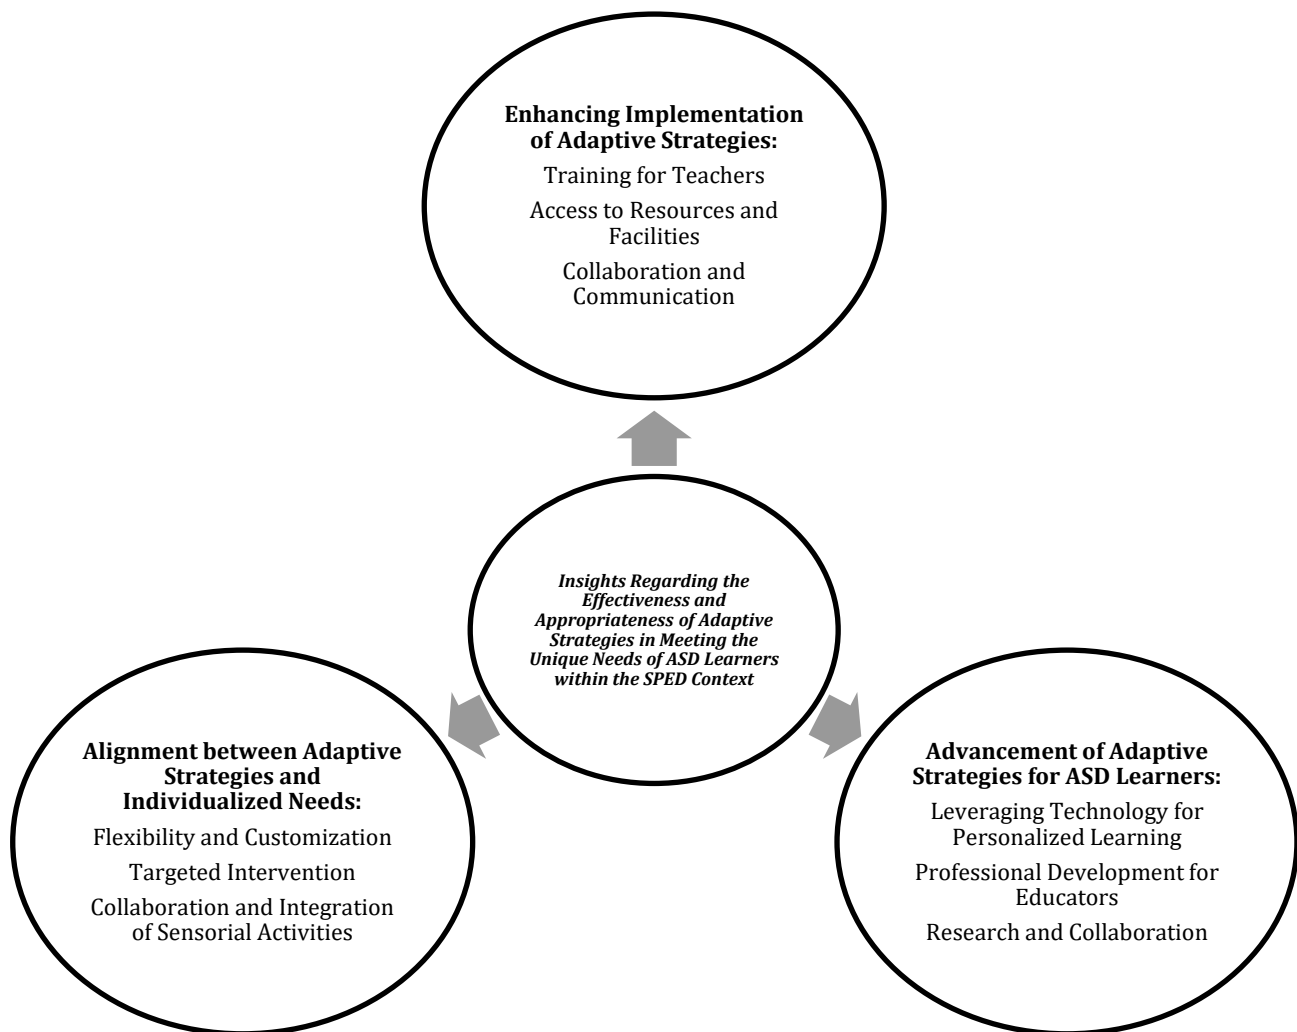 Enhancing Implementation
of Adaptive Strategies:
Training for Teachers
Access to Resources and
Facilities
Collaboration and
Communication
Insights Regarding the
Effectiveness and
Appropriateness of Adaptive
Strategies in Meeting the
Unique Needs of ASD Learners
within the SPED Context
Alignment between Adaptive
Strategies and
Individualized Needs:
Flexibility and Customization
Targeted Intervention
Collaboration and Integration
of Sensorial Activities
Advancement of Adaptive
Strategies for ASD Learners:
Leveraging Technology for
Personalized Learning
Professional Development for
Educators
Research and Collaboration